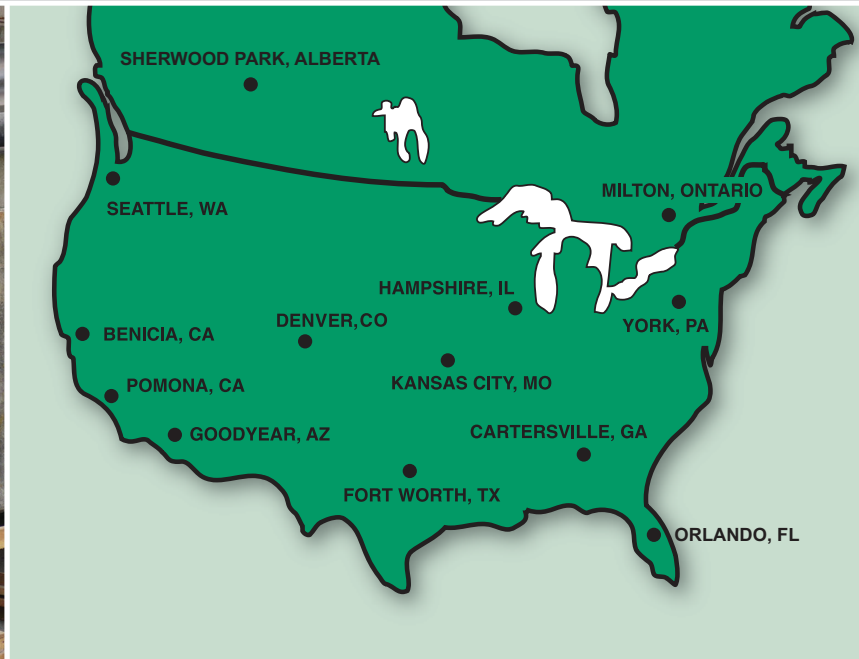 SHERWOOD PARK, ALBERTA
MILTON, ONTARIO
SEATTLE, WA
HAMPSHIRE, IL
DENVER,CO
YORK, PA
BENICIA, CA
KANSAS CITY, MO
POMONA, CA
GOODYEAR, AZ
CARTERSVILLE, GA
FORT WORTH, TX
ORLANDO, FL